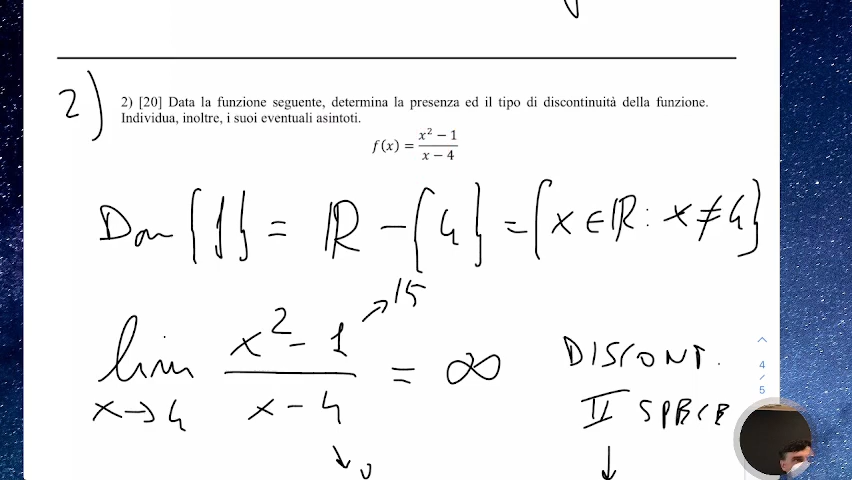 2)
2) [20] Data la funzione seguente, determina la presenza ed il tipo di discontinuità della funzione.
Individua, inoltre, i suoi eventuali asintoti.
f(x) = (x² − 1)/(x − 4)
Dom {f} = ℝ − {4} = {x ∈ ℝ : x ≠ 4}
lim x→4 (x² − 1)/(x − 4) = ∞
↗ 15
↘ 0
DISCONT.
II SPECIE
↓
4
/
5